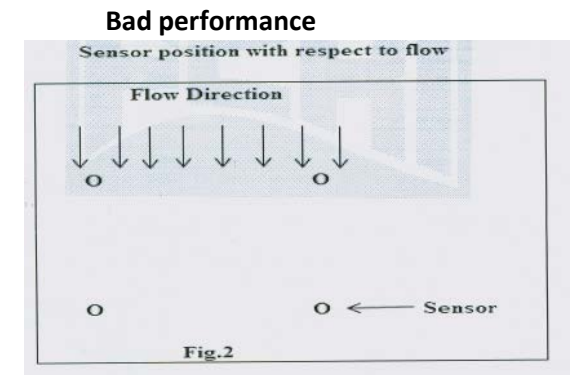 Bad performance
Sensor position with respect to flow
Flow Direction
O O
O O Sensor
Fig.2